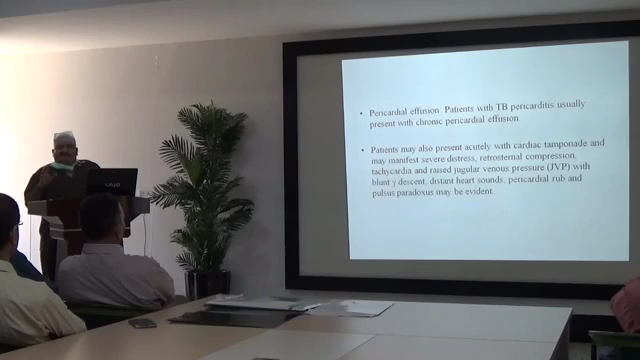 • Pericardial effusion Patients with TB pericarditis usually
present with chronic pericardial effusion.
• Patients may also present acutely with cardiac tamponade and
may manifest severe distress, retrosternal compression,
tachycardia and raised jugular venous pressure (JVP) with
blunt y descent, distant heart sounds, pericardial rub and
pulsus paradoxus may be evident.